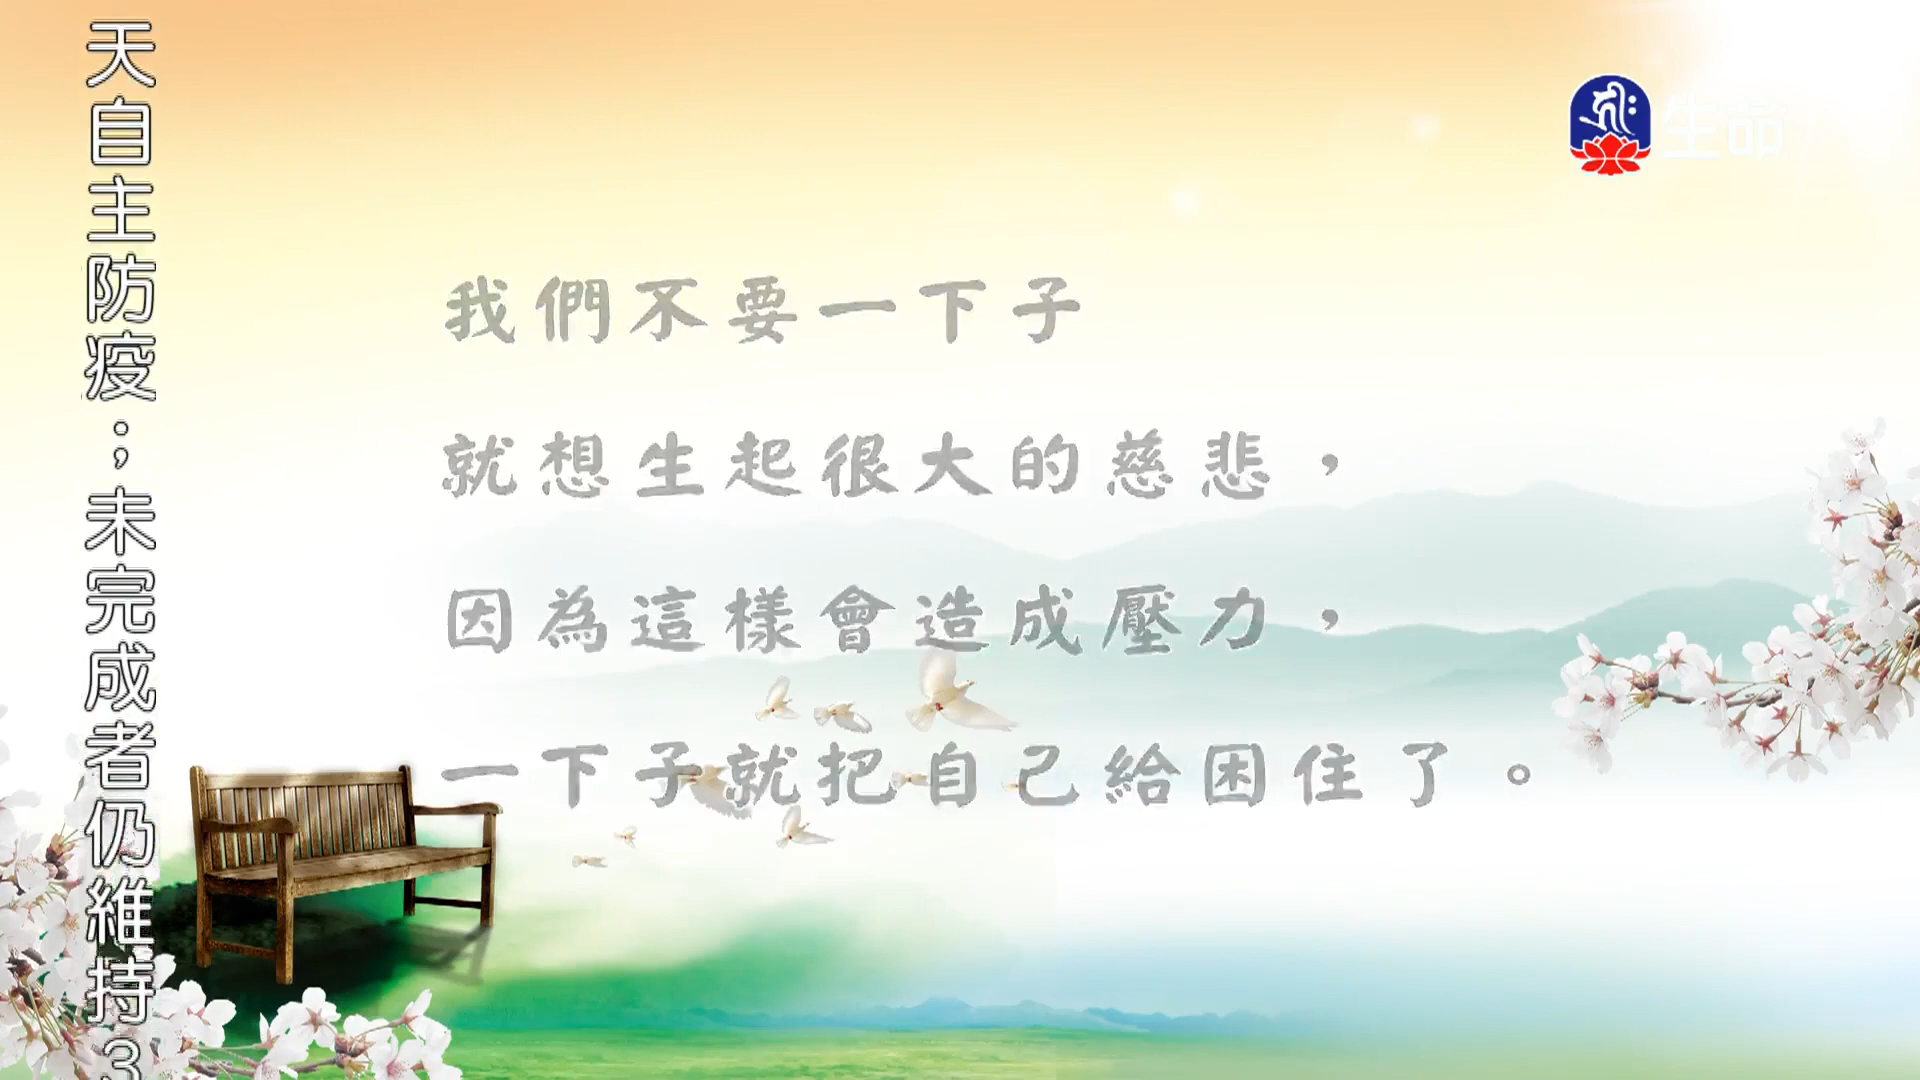 天自主防疫；未完成者仍維持3
生命
我們不要一下子
就想生起很大的慈悲，
因為這樣會造成壓力，
一下子就把自己給困住了。